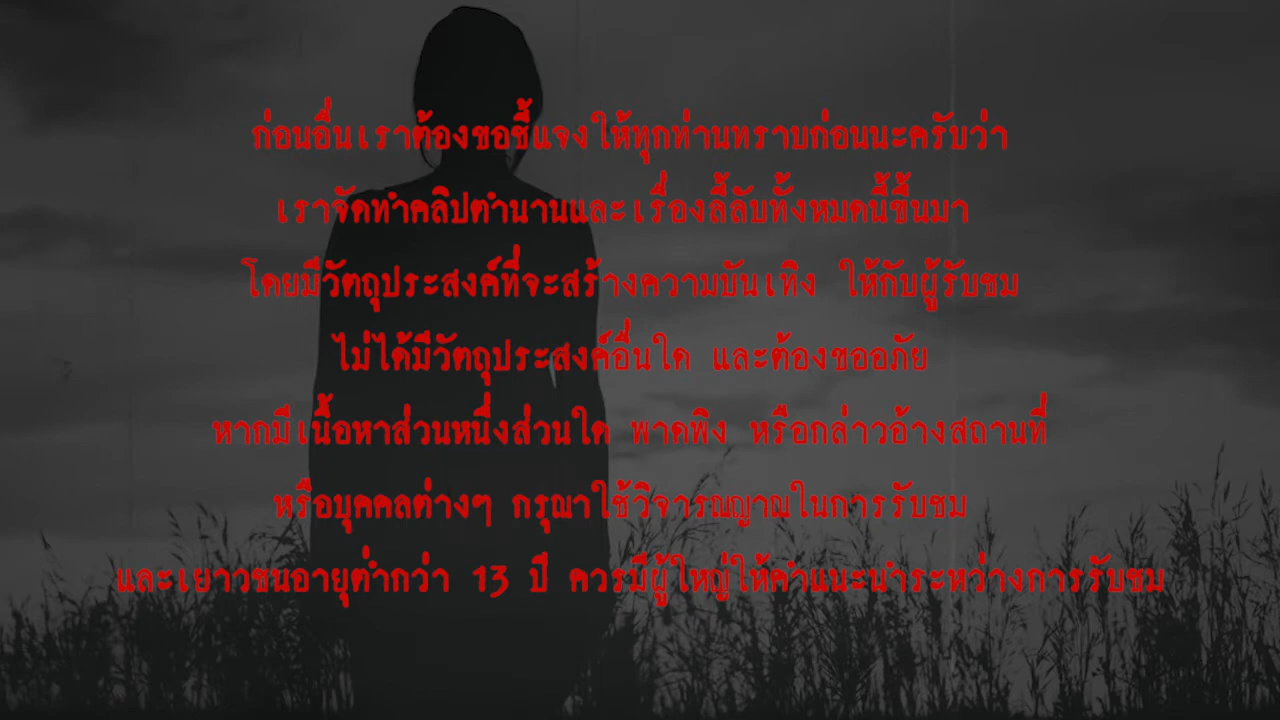 ก่อนอื่นเราต้องขอชี้แจงให้ทุกท่านทราบก่อนนะครับว่า
เราจัดทำคลิปตำนานและเรื่องลี้ลับทั้งหมดนี้ขึ้นมา
โดยมีวัตถุประสงค์ที่จะสร้างความบันเทิง ให้กับผู้รับชม
ไม่ได้มีวัตถุประสงค์อื่นใด และต้องขออภัย
หากมีเนื้อหาส่วนหนึ่งส่วนใด พาดพิง หรือกล่าวอ้างสถานที่
หรือบุคคลต่างๆ กรุณาใช้วิจารณญาณในการรับชม
และเยาวชนอายุต่ำกว่า 13 ปี ควรมีผู้ใหญ่ให้คำแนะนำระหว่างการรับชม